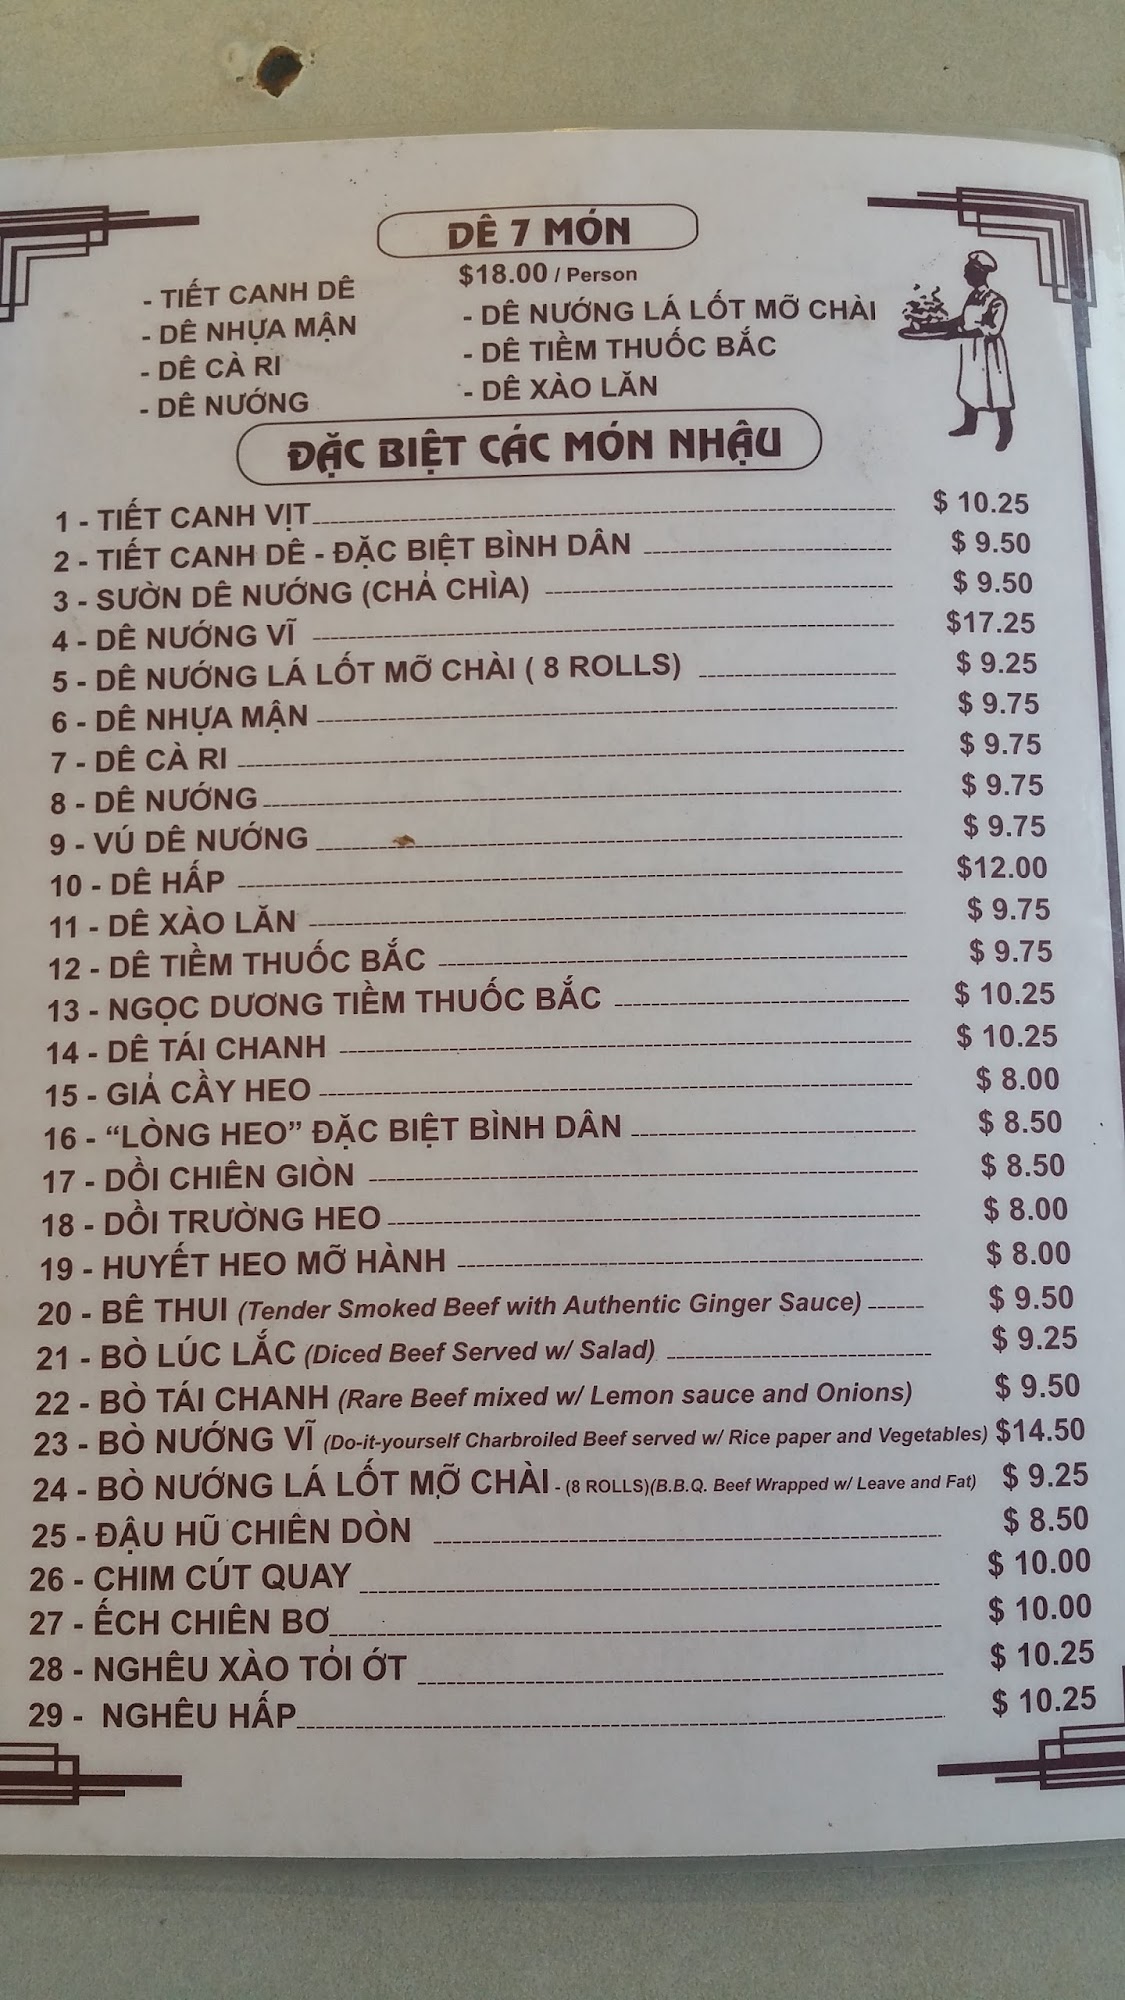 DÊ 7 MÓN
$18.00 / Person
- TIẾT CANH DÊ
- DÊ NHỰA MẬN
- DÊ CÀ RI
- DÊ NƯỚNG
- DÊ NƯỚNG LÁ LỐT MỠ CHÀI
- DÊ TIỀM THUỐC BẮC
- DÊ XÀO LĂN
ĐẶC BIỆT CÁC MÓN NHẬU
1 - TIẾT CANH VỊT $ 10.25
2 - TIẾT CANH DÊ - ĐẶC BIỆT BÌNH DÂN $ 9.50
3 - SƯỜN DÊ NƯỚNG (CHẢ CHÌA) $ 9.50
4 - DÊ NƯỚNG VĨ $17.25
5 - DÊ NƯỚNG LÁ LỐT MỠ CHÀI ( 8 ROLLS) $ 9.25
6 - DÊ NHỰA MẬN $ 9.75
7 - DÊ CÀ RI $ 9.75
8 - DÊ NƯỚNG $ 9.75
9 - VÚ DÊ NƯỚNG $ 9.75
10 - DÊ HẤP $12.00
11 - DÊ XÀO LĂN $ 9.75
12 - DÊ TIỀM THUỐC BẮC $ 9.75
13 - NGỌC DƯƠNG TIỀM THUỐC BẮC $ 10.25
14 - DÊ TÁI CHANH $ 10.25
15 - GIẢ CẦY HEO $ 8.00
16 - “LÒNG HEO” ĐẶC BIỆT BÌNH DÂN $ 8.50
17 - DỒI CHIÊN GIÒN $ 8.50
18 - DỒI TRƯỜNG HEO $ 8.00
19 - HUYẾT HEO MỠ HÀNH $ 8.00
20 - BÊ THUI (Tender Smoked Beef with Authentic Ginger Sauce) $ 9.50
21 - BÒ LÚC LẮC (Diced Beef Served w/ Salad) $ 9.25
22 - BÒ TÁI CHANH (Rare Beef mixed w/ Lemon sauce and Onions) $ 9.50
23 - BÒ NƯỚNG VĨ (Do-it-yourself Charbroiled Beef served w/ Rice paper and Vegetables) $14.50
24 - BÒ NƯỚNG LÁ LỐT MỠ CHÀI - (8 ROLLS)(B.B.Q. Beef Wrapped w/ Leave and Fat) $ 9.25
25 - ĐẬU HŨ CHIÊN DÒN $ 8.50
26 - CHIM CÚT QUAY $ 10.00
27 - ẾCH CHIÊN BƠ $ 10.00
28 - NGHÊU XÀO TỎI ỚT $ 10.25
29 - NGHÊU HẤP $ 10.25